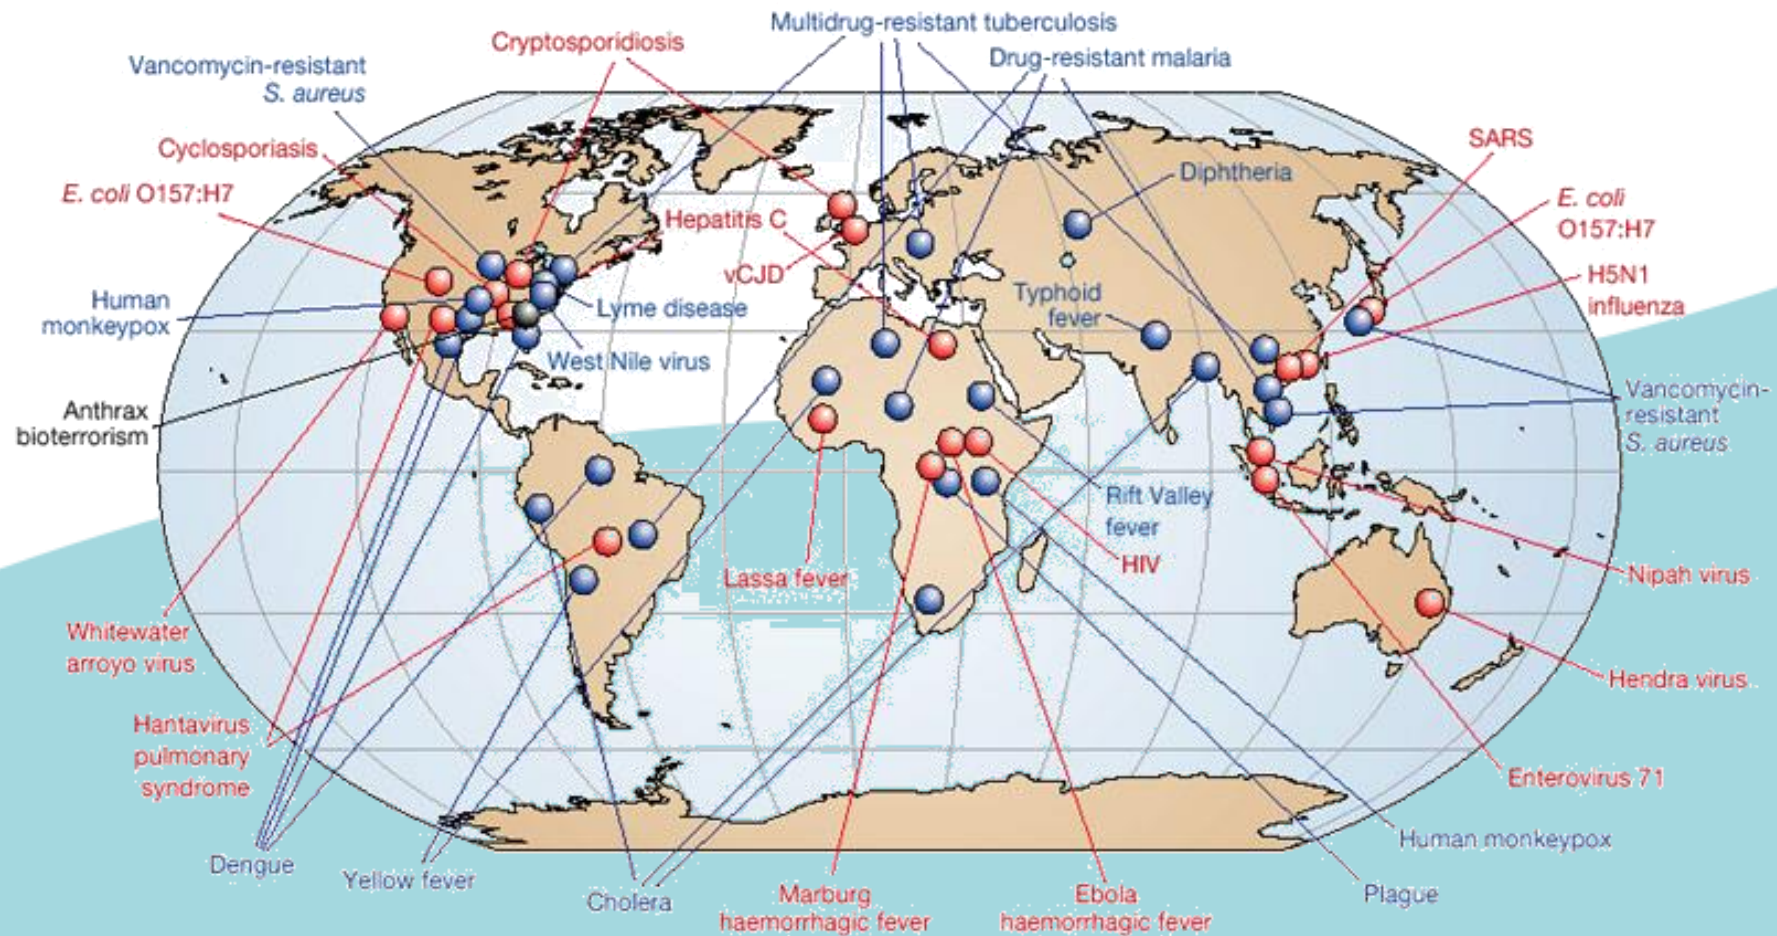 Multidrug-resistant tuberculosis
Cryptosporidiosis
Drug-resistant malaria
Vancomycin-resistant
S. aureus
Cyclosporiasis
SARS
Diphtheria
E. coli O157:H7
E. coli
O157:H7
Hepatitis C
vCJD
H5N1
influenza
Typhoid
fever
Human
monkeypox
Lyme disease
West Nile virus
Anthrax
bioterrorism
Vancomycin-
resistant
S. aureus
Rift Valley
fever
HIV
Lassa fever
Nipah virus
Whitewater
arroyo virus
Hendra virus
Hantavirus
pulmonary
syndrome
Enterovirus 71
Human monkeypox
Dengue
Yellow fever
Cholera
Marburg
haemorrhagic fever
Ebola
haemorrhagic fever
Plague